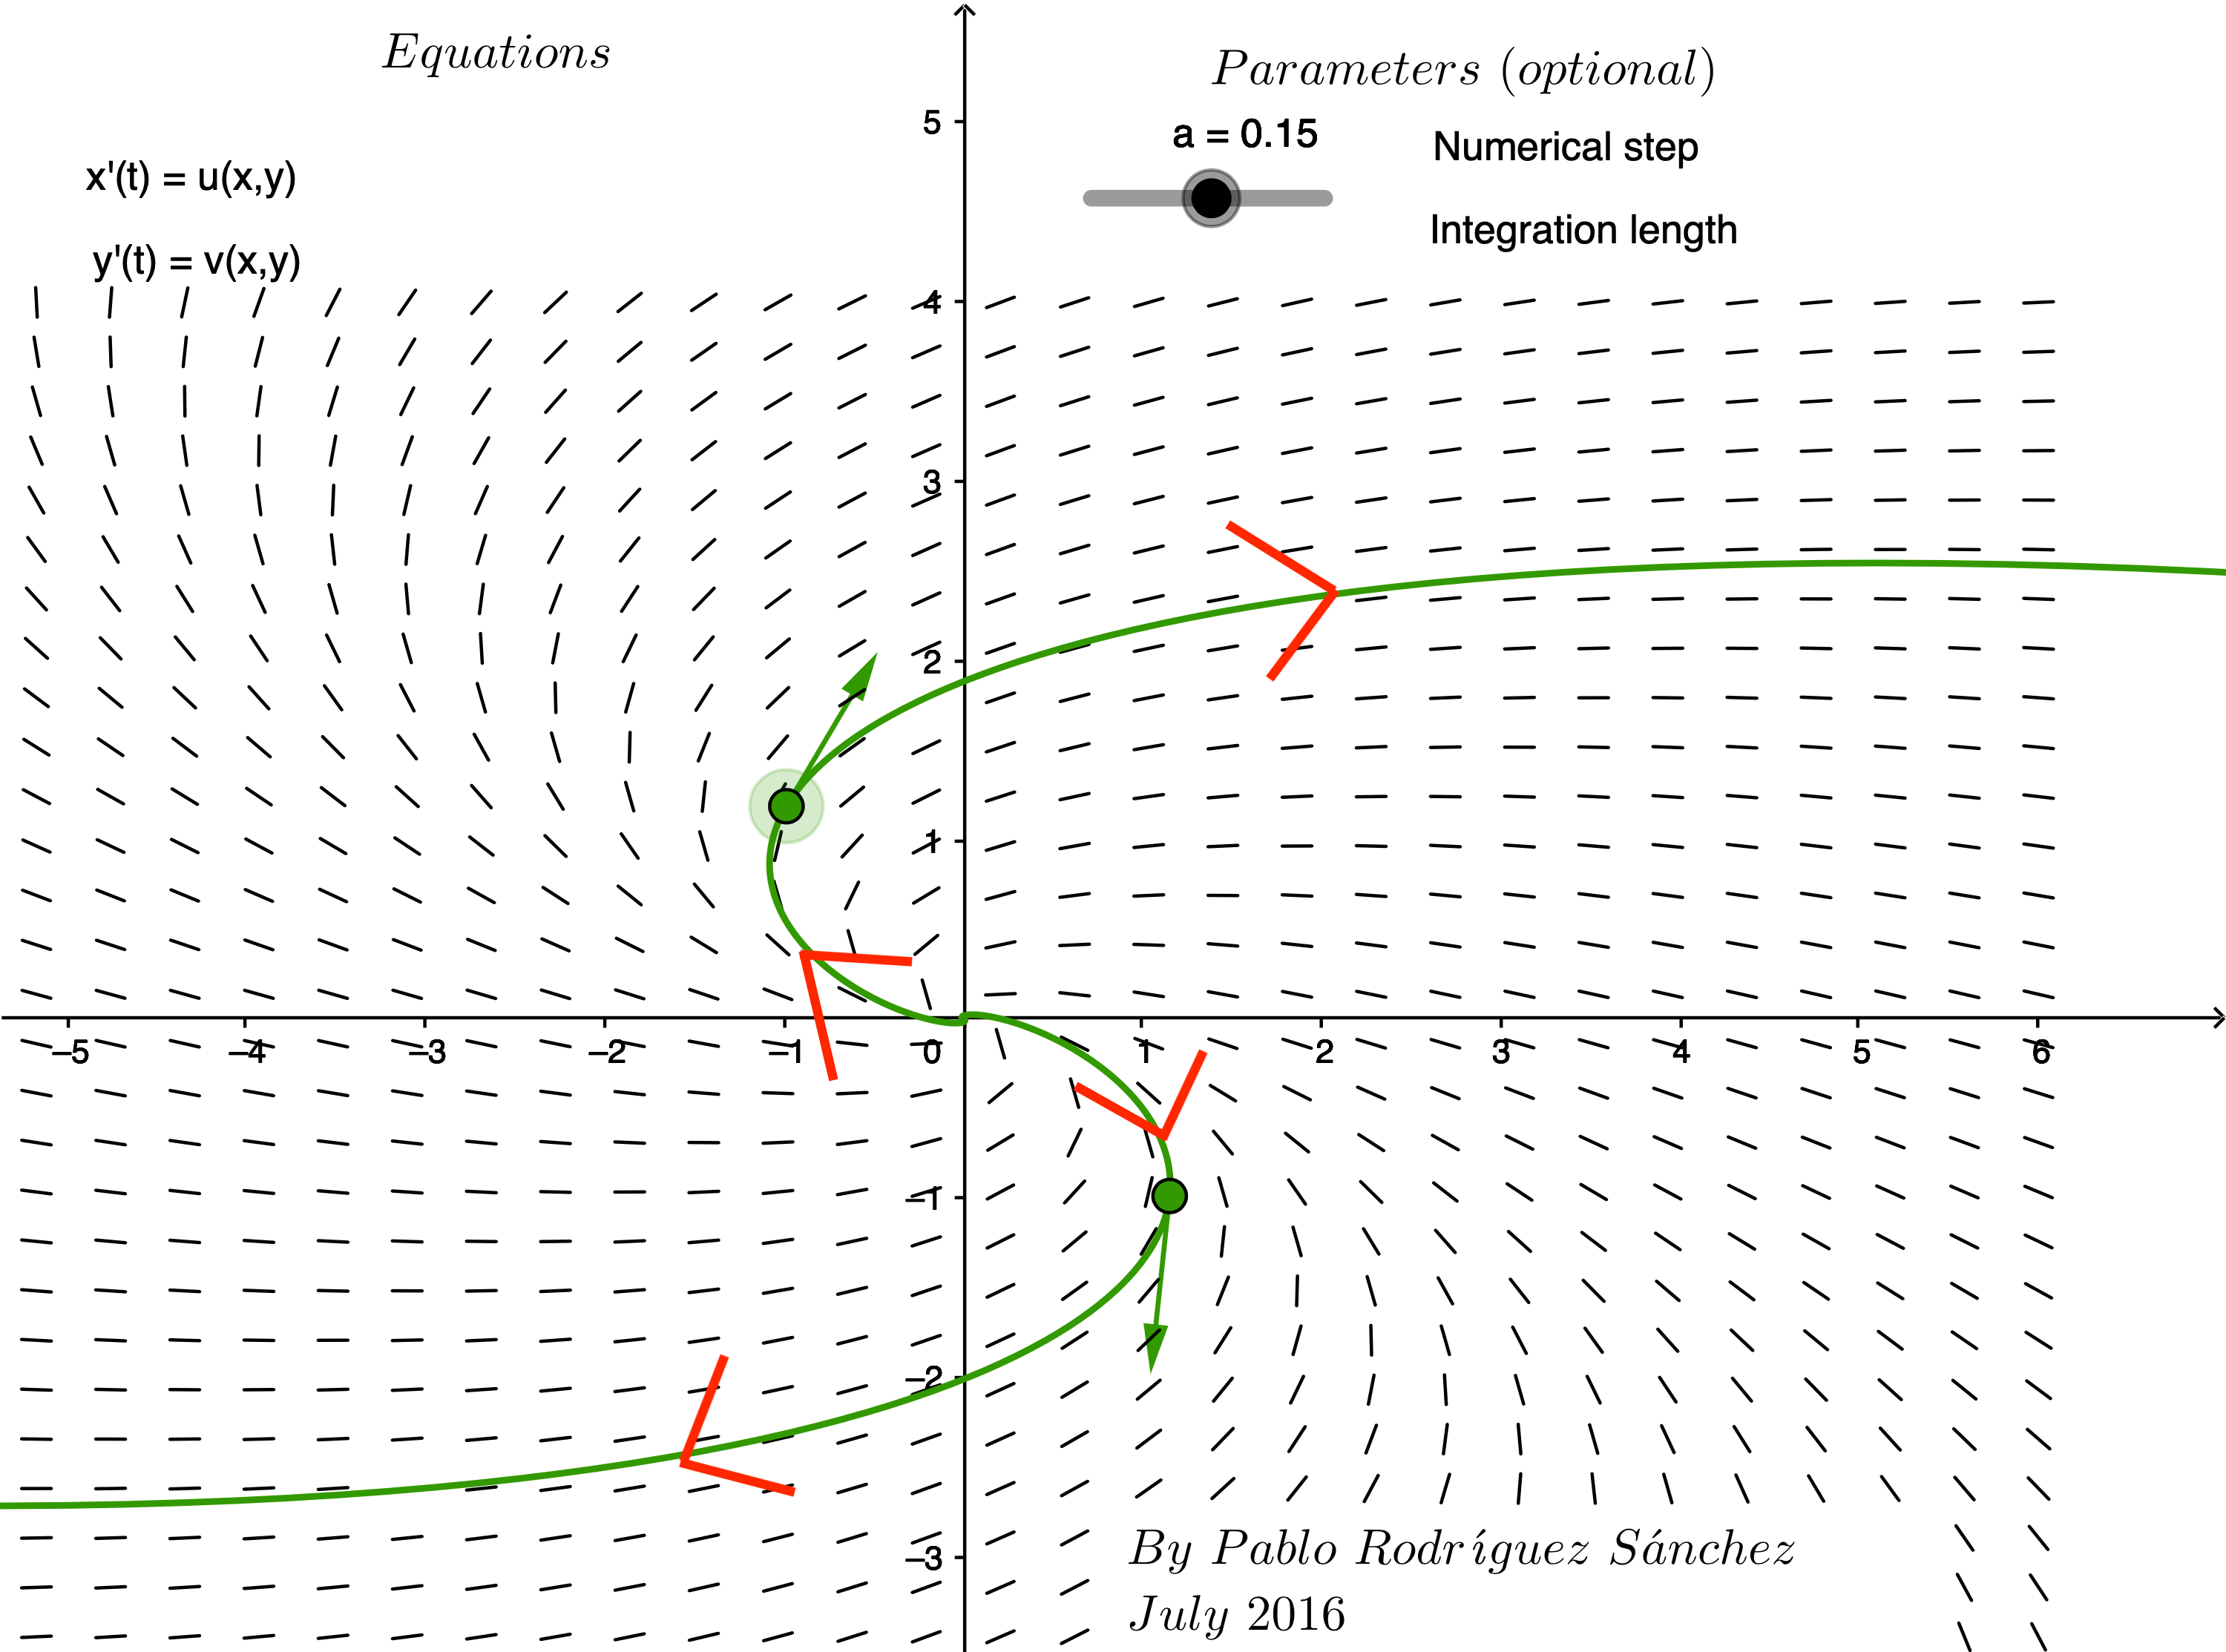 Equations
Parameters (optional)
a = 0.15
Numerical step
Integration length
x'(t) = u(x,y)
y'(t) = v(x,y)
5
4
3
2
1
–5 –4 –3 –2 –1 0 1 2 3 4 5 6
–1
–2
–3
By Pablo Rodríguez Sánchez
July 2016